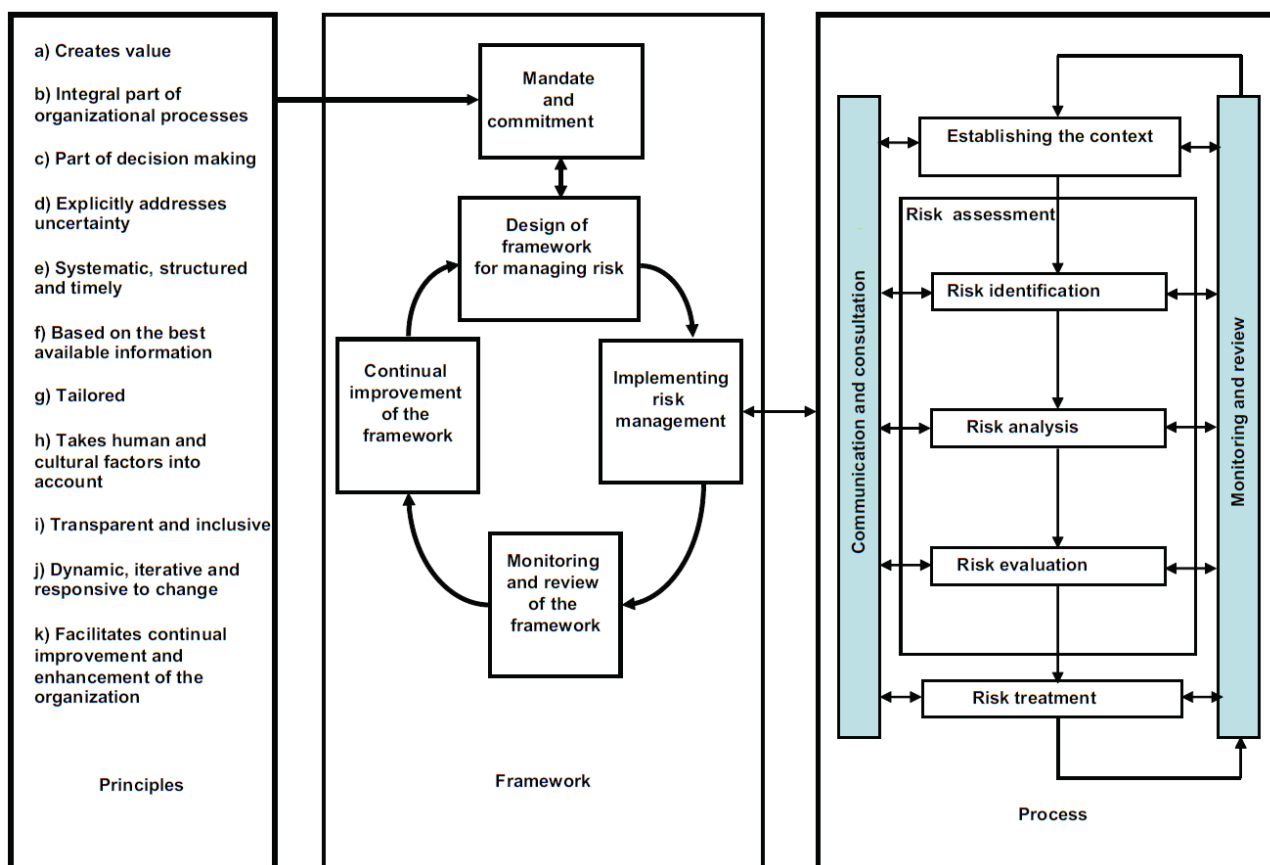 a) Creates value
b) Integral part of
organizational processes
c) Part of decision making
d) Explicitly addresses
uncertainty
e) Systematic, structured
and timely
f) Based on the best
available information
g) Tailored
h) Takes human and
cultural factors into
account
i) Transparent and inclusive
j) Dynamic, iterative and
responsive to change
k) Facilitates continual
improvement and
enhancement of the
organization
Principles
Mandate
and
commitment
Design of
framework
for managing risk
Continual
improvement
of the
framework
Implementing
risk
management
Monitoring
and review
of the
framework
Framework
Communication and consultation
Establishing the context
Risk assessment
Risk identification
Risk analysis
Risk evaluation
Risk treatment
Monitoring and review
Process